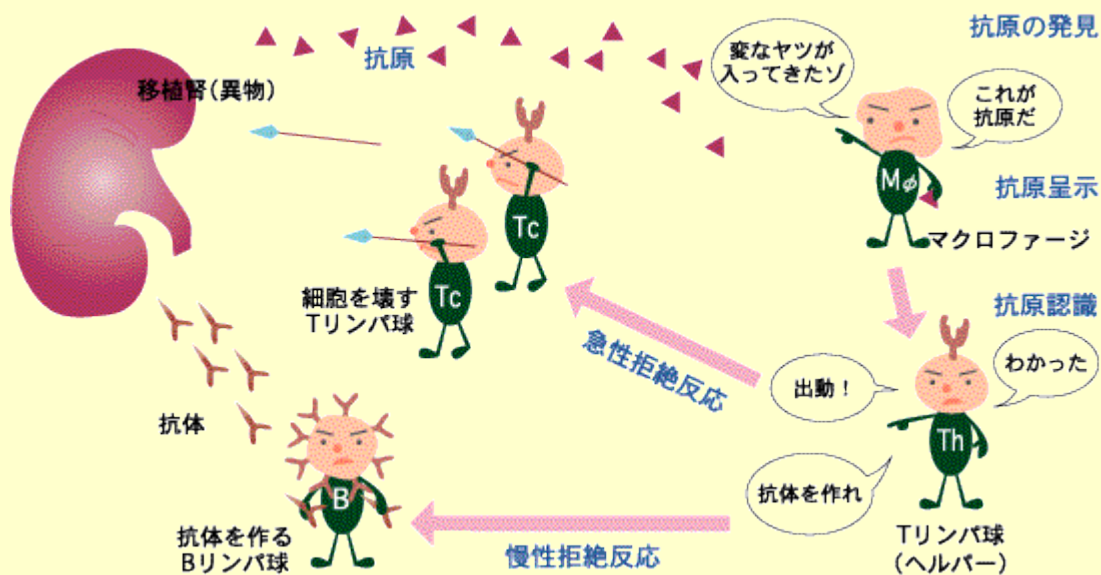 抗原の発見
変なヤツが
入ってきたゾ
これが
抗原だ
抗原
移植腎(異物)
Mφ
抗原呈示
マクロファージ
Tc
Tc
細胞を壊す
Tリンパ球
抗原認識
わかった
出動!
急性拒絶反応
Th
抗体を作れ
Tリンパ球
(ヘルパー)
抗体
B
抗体を作る
Bリンパ球
慢性拒絶反応